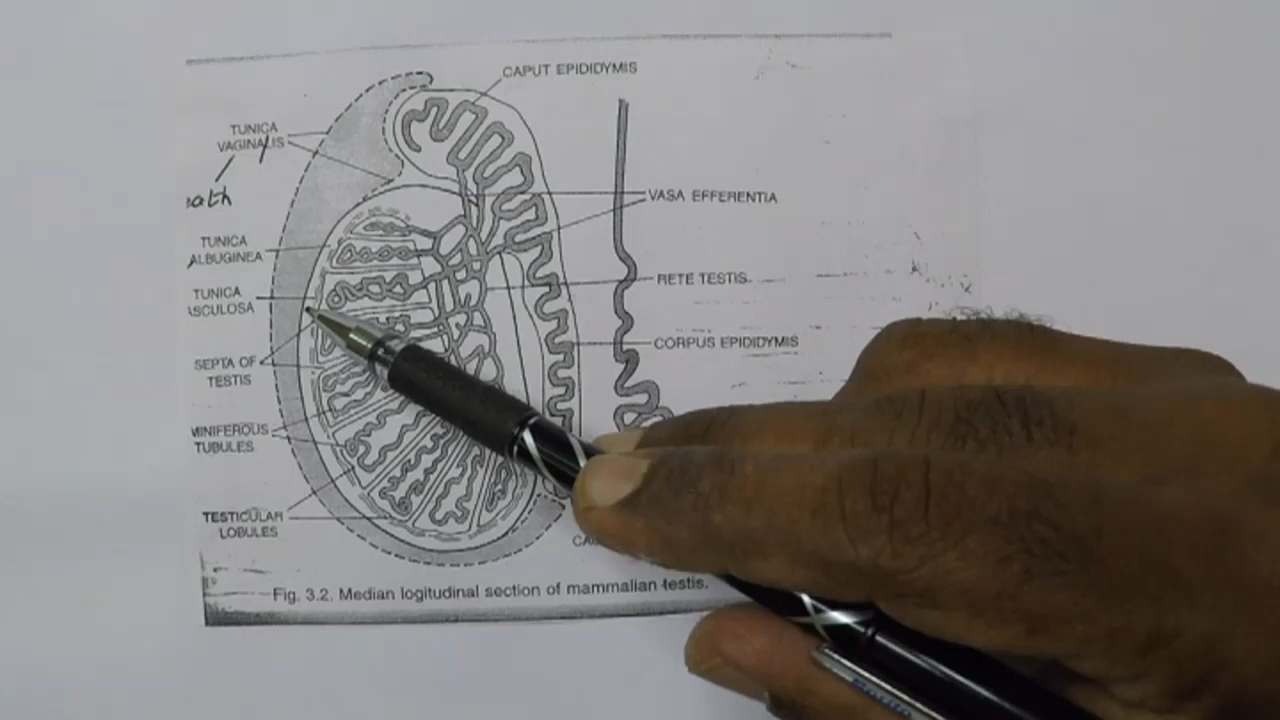 CAPUT EPIDIDYMIS
TUNICA
VAGINALIS
VASA EFFERENTIA
TUNICA
ALBUGINEA
RETE TESTIS
TUNICA
ASCULOSA
CORPUS EPIDIDYMIS
SEPTA OF
TESTIS
MINIFEROUS
TUBULES
TESTICULAR
LOBULES
Fig. 3.2. Median logitudinal section of mammalian testis.